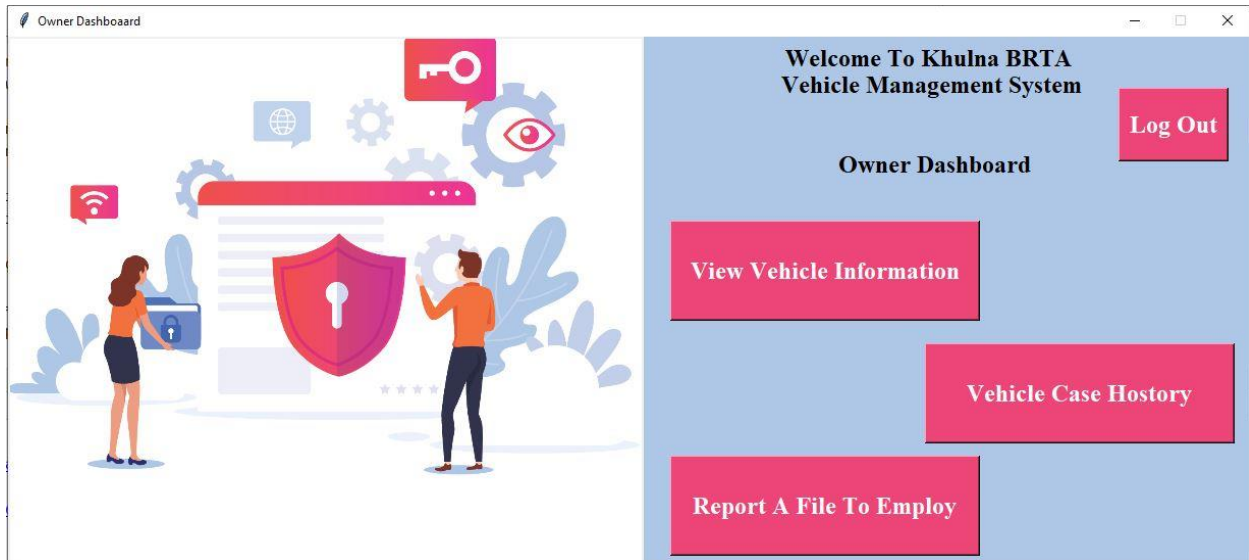 Owner Dashboaard
Welcome To Khulna BRTA
Vehicle Management System
Log Out
Owner Dashboard
View Vehicle Information
Vehicle Case Hostory
Report A File To Employ